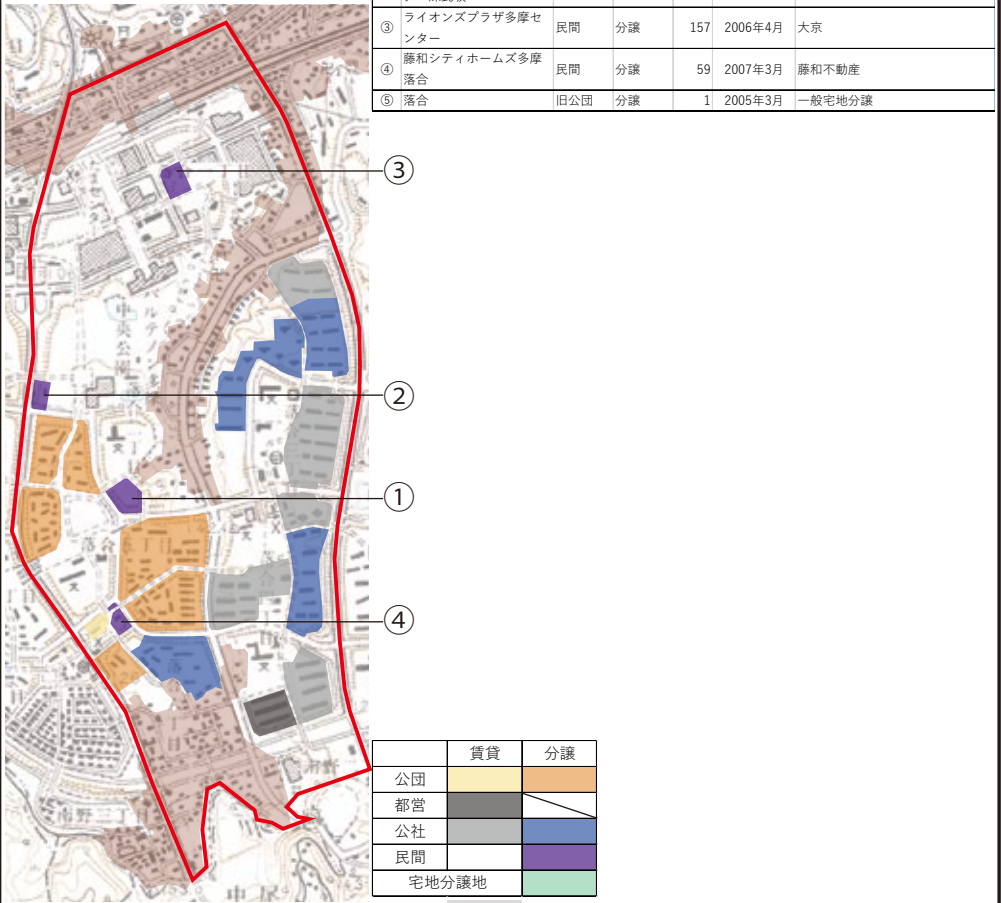 ③ ライオンズプラザ多摩センター 民間 分譲 157 2006年4月 大京
④ 藤和シティホームズ多摩落合 民間 分譲 59 2007年3月 藤和不動産
⑤ 落合 旧公団 分譲 1 2005年3月 一般宅地分譲
③
中央公園
②
①
④
賃貸 分譲
公団
都営
公社
民間
宅地分譲地